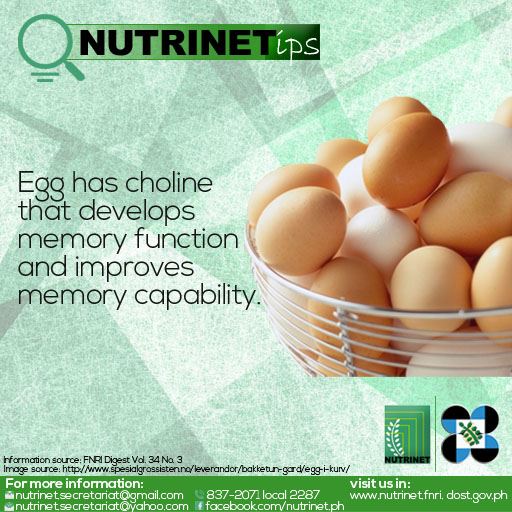 NUTRINETips
Egg has choline
that develops
memory function
and improves
memory capability.
NUTRINET
Information source: FNRI Digest Vol. 34 No. 3
Image source: http://www.spesialgrossisten.no/leverandor/bakketun-gard/egg-i-kurv/
For more information:
visit us in:
nutrinet.secretariat@gmail.com 837-2071 local 2287 www.nutrinet.fnri.dost.gov.ph
nutrinet.secretariat@yahoo.com facebook.com/nutrinet.ph